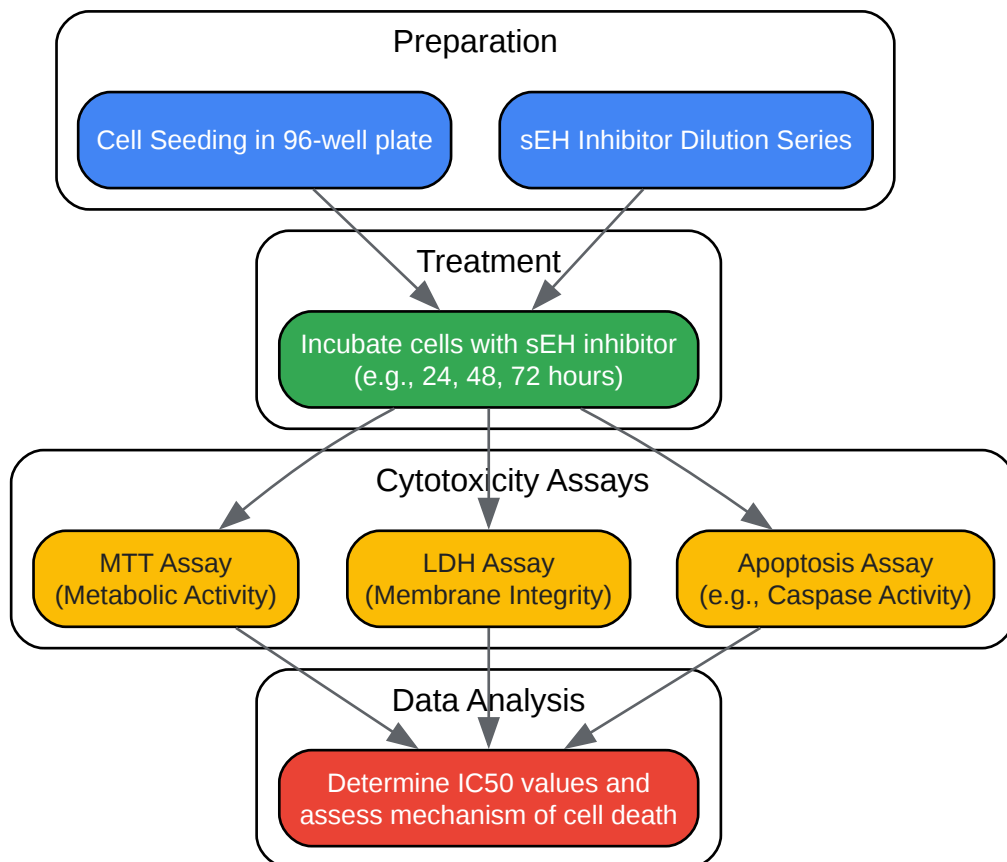 Preparation
Cell Seeding in 96-well plate
sEH Inhibitor Dilution Series
Treatment
Incubate cells with sEH inhibitor
(e.g., 24, 48, 72 hours)
Cytotoxicity Assays
MTT Assay
(Metabolic Activity)
LDH Assay
(Membrane Integrity)
Apoptosis Assay
(e.g., Caspase Activity)
Data Analysis
Determine IC50 values and
assess mechanism of cell death